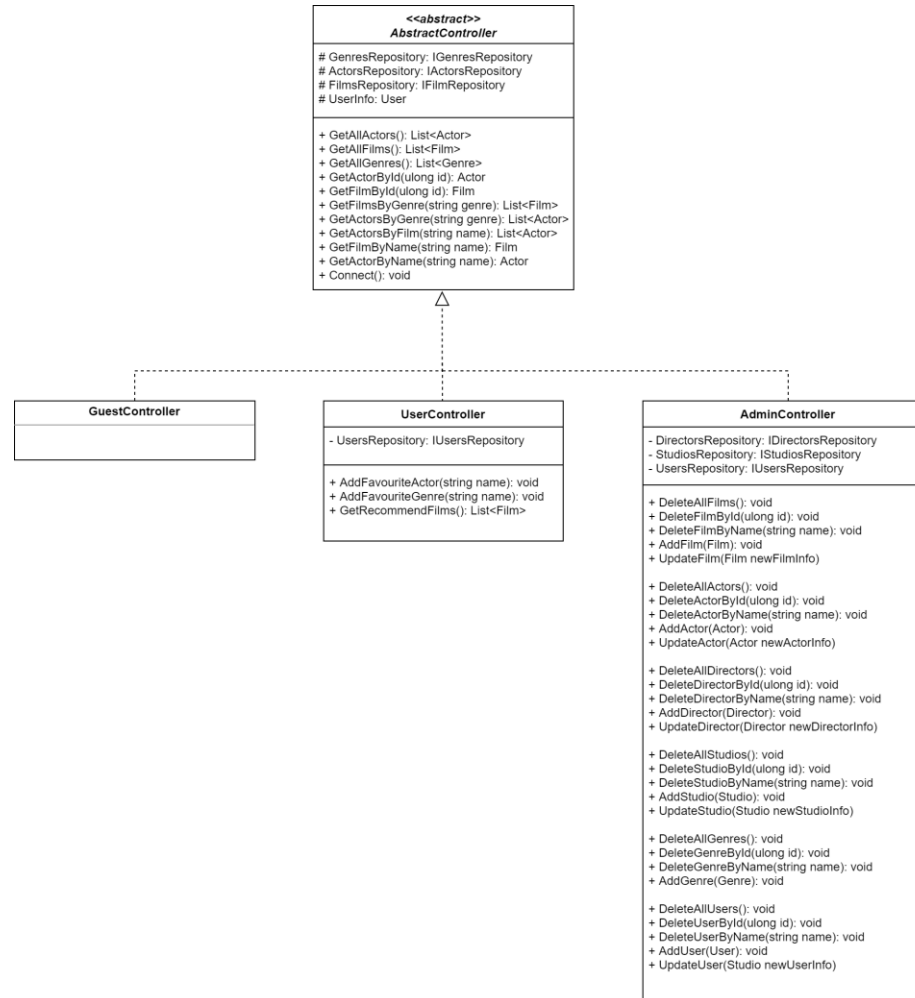 <<abstract>>
AbstractController
# GenresRepository: IGenresRepository
# ActorsRepository: IActorsRepository
# FilmsRepository: IFilmRepository
# UserInfo: User
+ GetAllActors(): List<Actor>
+ GetAllFilms(): List<Film>
+ GetAllGenres(): List<Genre>
+ GetActorById(ulong id): Actor
+ GetFilmById(ulong id): Film
+ GetFilmsByGenre(string genre): List<Film>
+ GetActorsByGenre(string genre): List<Actor>
+ GetActorsByFilm(string name): List<Actor>
+ GetFilmByName(string name): Film
+ GetActorByName(string name): Actor
+ Connect(): void
GuestController
UserController
- UsersRepository: IUsersRepository
+ AddFavouriteActor(string name): void
+ AddFavouriteGenre(string name): void
+ GetRecommendFilms(): List<Film>
AdminController
- DirectorsRepository: IDirectorsRepository
- StudiosRepository: IStudiosRepository
- UsersRepository: IUsersRepository
+ DeleteAllFilms(): void
+ DeleteFilmById(ulong id): void
+ DeleteFilmByName(string name): void
+ AddFilm(Film): void
+ UpdateFilm(Film newFilmInfo)
+ DeleteAllActors(): void
+ DeleteActorById(ulong id): void
+ DeleteActorByName(string name): void
+ AddActor(Actor): void
+ UpdateActor(Actor newActorInfo)
+ DeleteAllDirectors(): void
+ DeleteDirectorById(ulong id): void
+ DeleteDirectorByName(string name): void
+ AddDirector(Director): void
+ UpdateDirector(Director newDirectorInfo)
+ DeleteAllStudios(): void
+ DeleteStudioById(ulong id): void
+ DeleteStudioByName(string name): void
+ AddStudio(Studio): void
+ UpdateStudio(Studio newStudioInfo)
+ DeleteAllGenres(): void
+ DeleteGenreById(ulong id): void
+ DeleteGenreByName(string name): void
+ AddGenre(Genre): void
+ DeleteAllUsers(): void
+ DeleteUserById(ulong id): void
+ DeleteUserByName(string name): void
+ AddUser(User): void
+ UpdateUser(Studio newUserInfo)